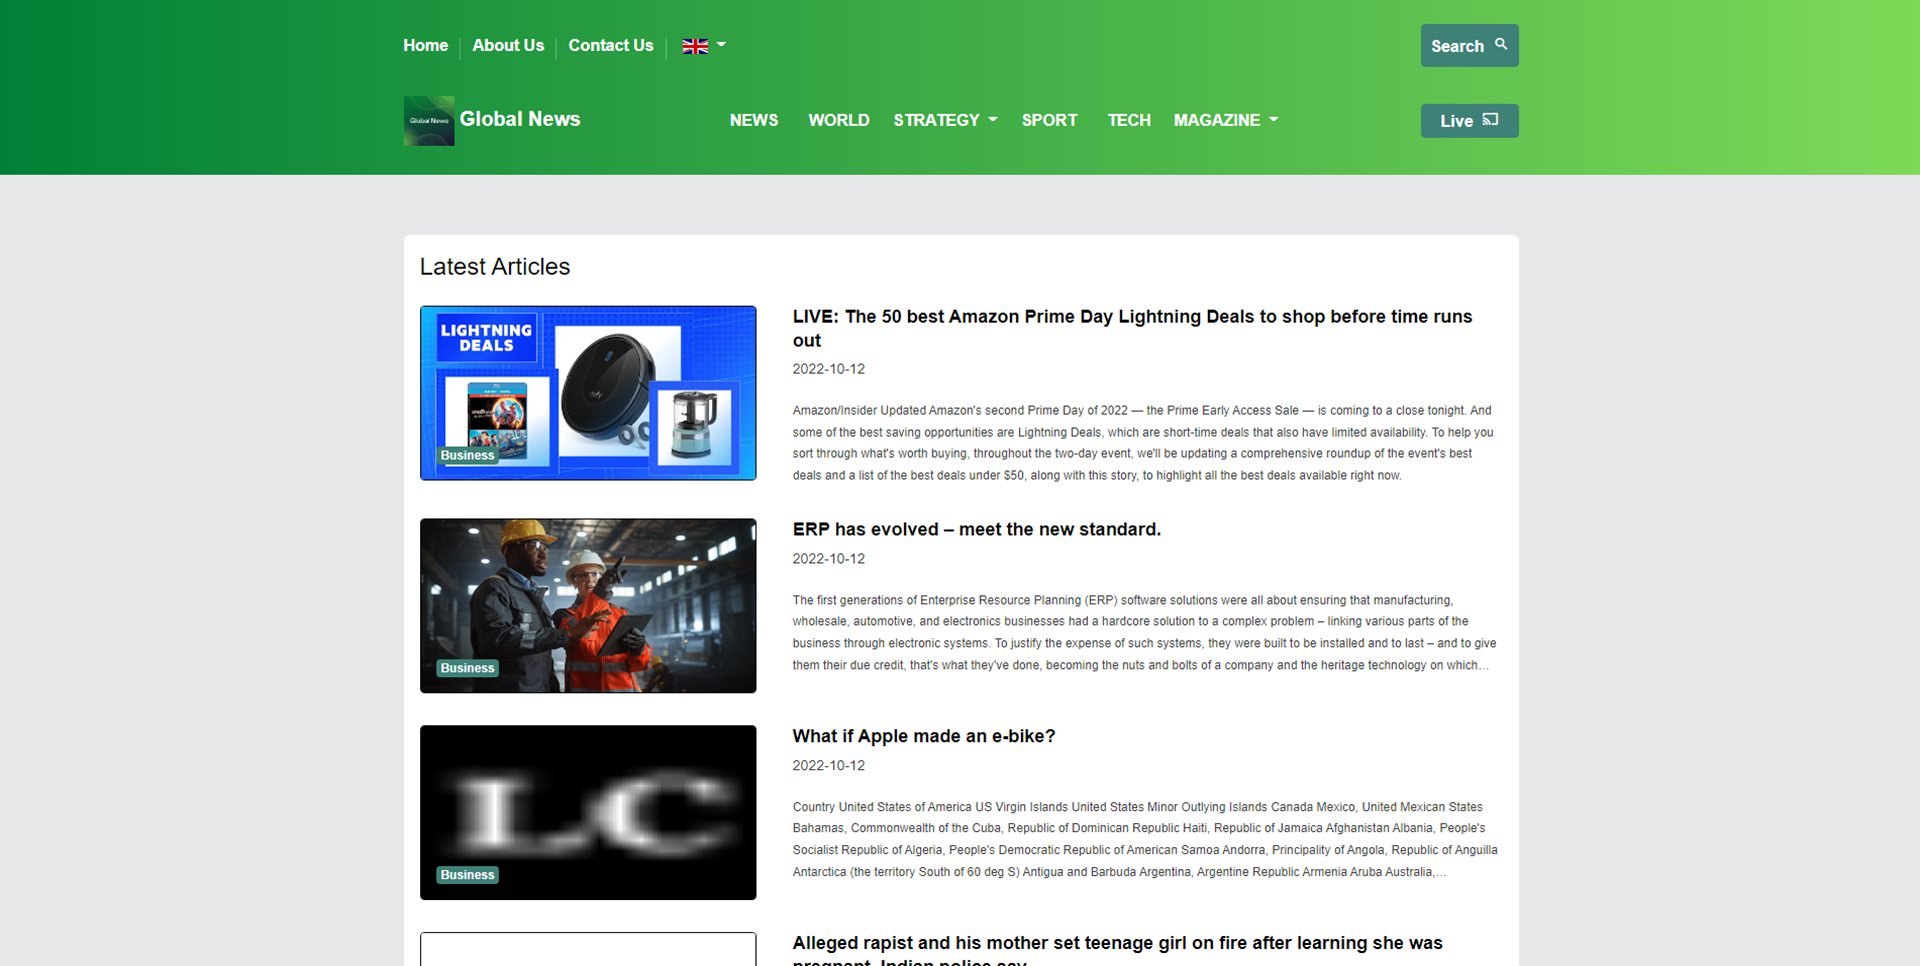 Home
About Us
Contact Us
Search
Global News
Global News
NEWS
WORLD
STRATEGY
SPORT
TECH
MAGAZINE
Live
Latest Articles
LIGHTNING
DEALS
eufy
Business
LIVE: The 50 best Amazon Prime Day Lightning Deals to shop before time runs
out
2022-10-12
Amazon/Insider Updated Amazon's second Prime Day of 2022 — the Prime Early Access Sale — is coming to a close tonight. And
some of the best saving opportunities are Lightning Deals, which are short-time deals that also have limited availability. To help you
sort through what's worth buying, throughout the two-day event, we'll be updating a comprehensive roundup of the event's best
deals and a list of the best deals under $50, along with this story, to highlight all the best deals available right now.
Business
ERP has evolved – meet the new standard.
2022-10-12
The first generations of Enterprise Resource Planning (ERP) software solutions were all about ensuring that manufacturing,
wholesale, automotive, and electronics businesses had a hardcore solution to a complex problem – linking various parts of the
business through electronic systems. To justify the expense of such systems, they were built to be installed and to last – and to give
them their due credit, that's what they've done, becoming the nuts and bolts of a company and the heritage technology on which...
LC
Business
What if Apple made an e-bike?
2022-10-12
Country United States of America US Virgin Islands United States Minor Outlying Islands Canada Mexico, United Mexican States
Bahamas, Commonwealth of the Cuba, Republic of Dominican Republic Haiti, Republic of Jamaica Afghanistan Albania, People's
Socialist Republic of Algeria, People's Democratic Republic of American Samoa Andorra, Principality of Angola, Republic of Anguilla
Antarctica (the territory South of 60 deg S) Antigua and Barbuda Argentina, Argentine Republic Armenia Aruba Australia,...
Alleged rapist and his mother set teenage girl on fire after learning she was
pregnant, Indian police say